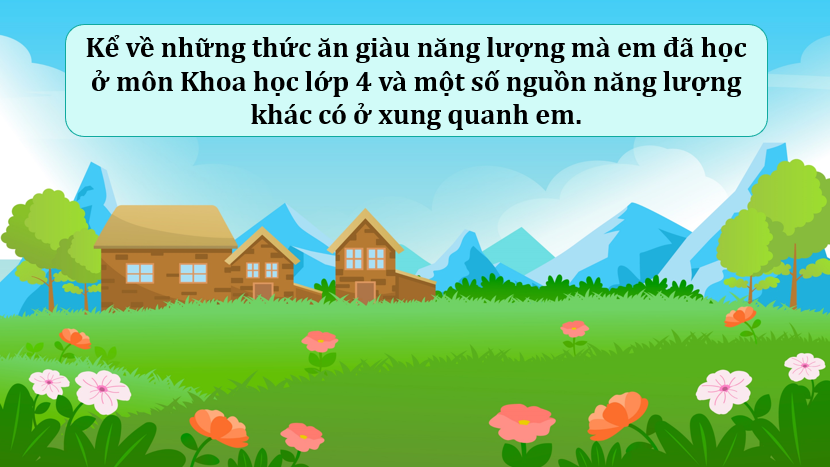 Kể về những thức ăn giàu năng lượng mà em đã học
ở môn Khoa học lớp 4 và một số nguồn năng lượng
khác có ở xung quanh em.